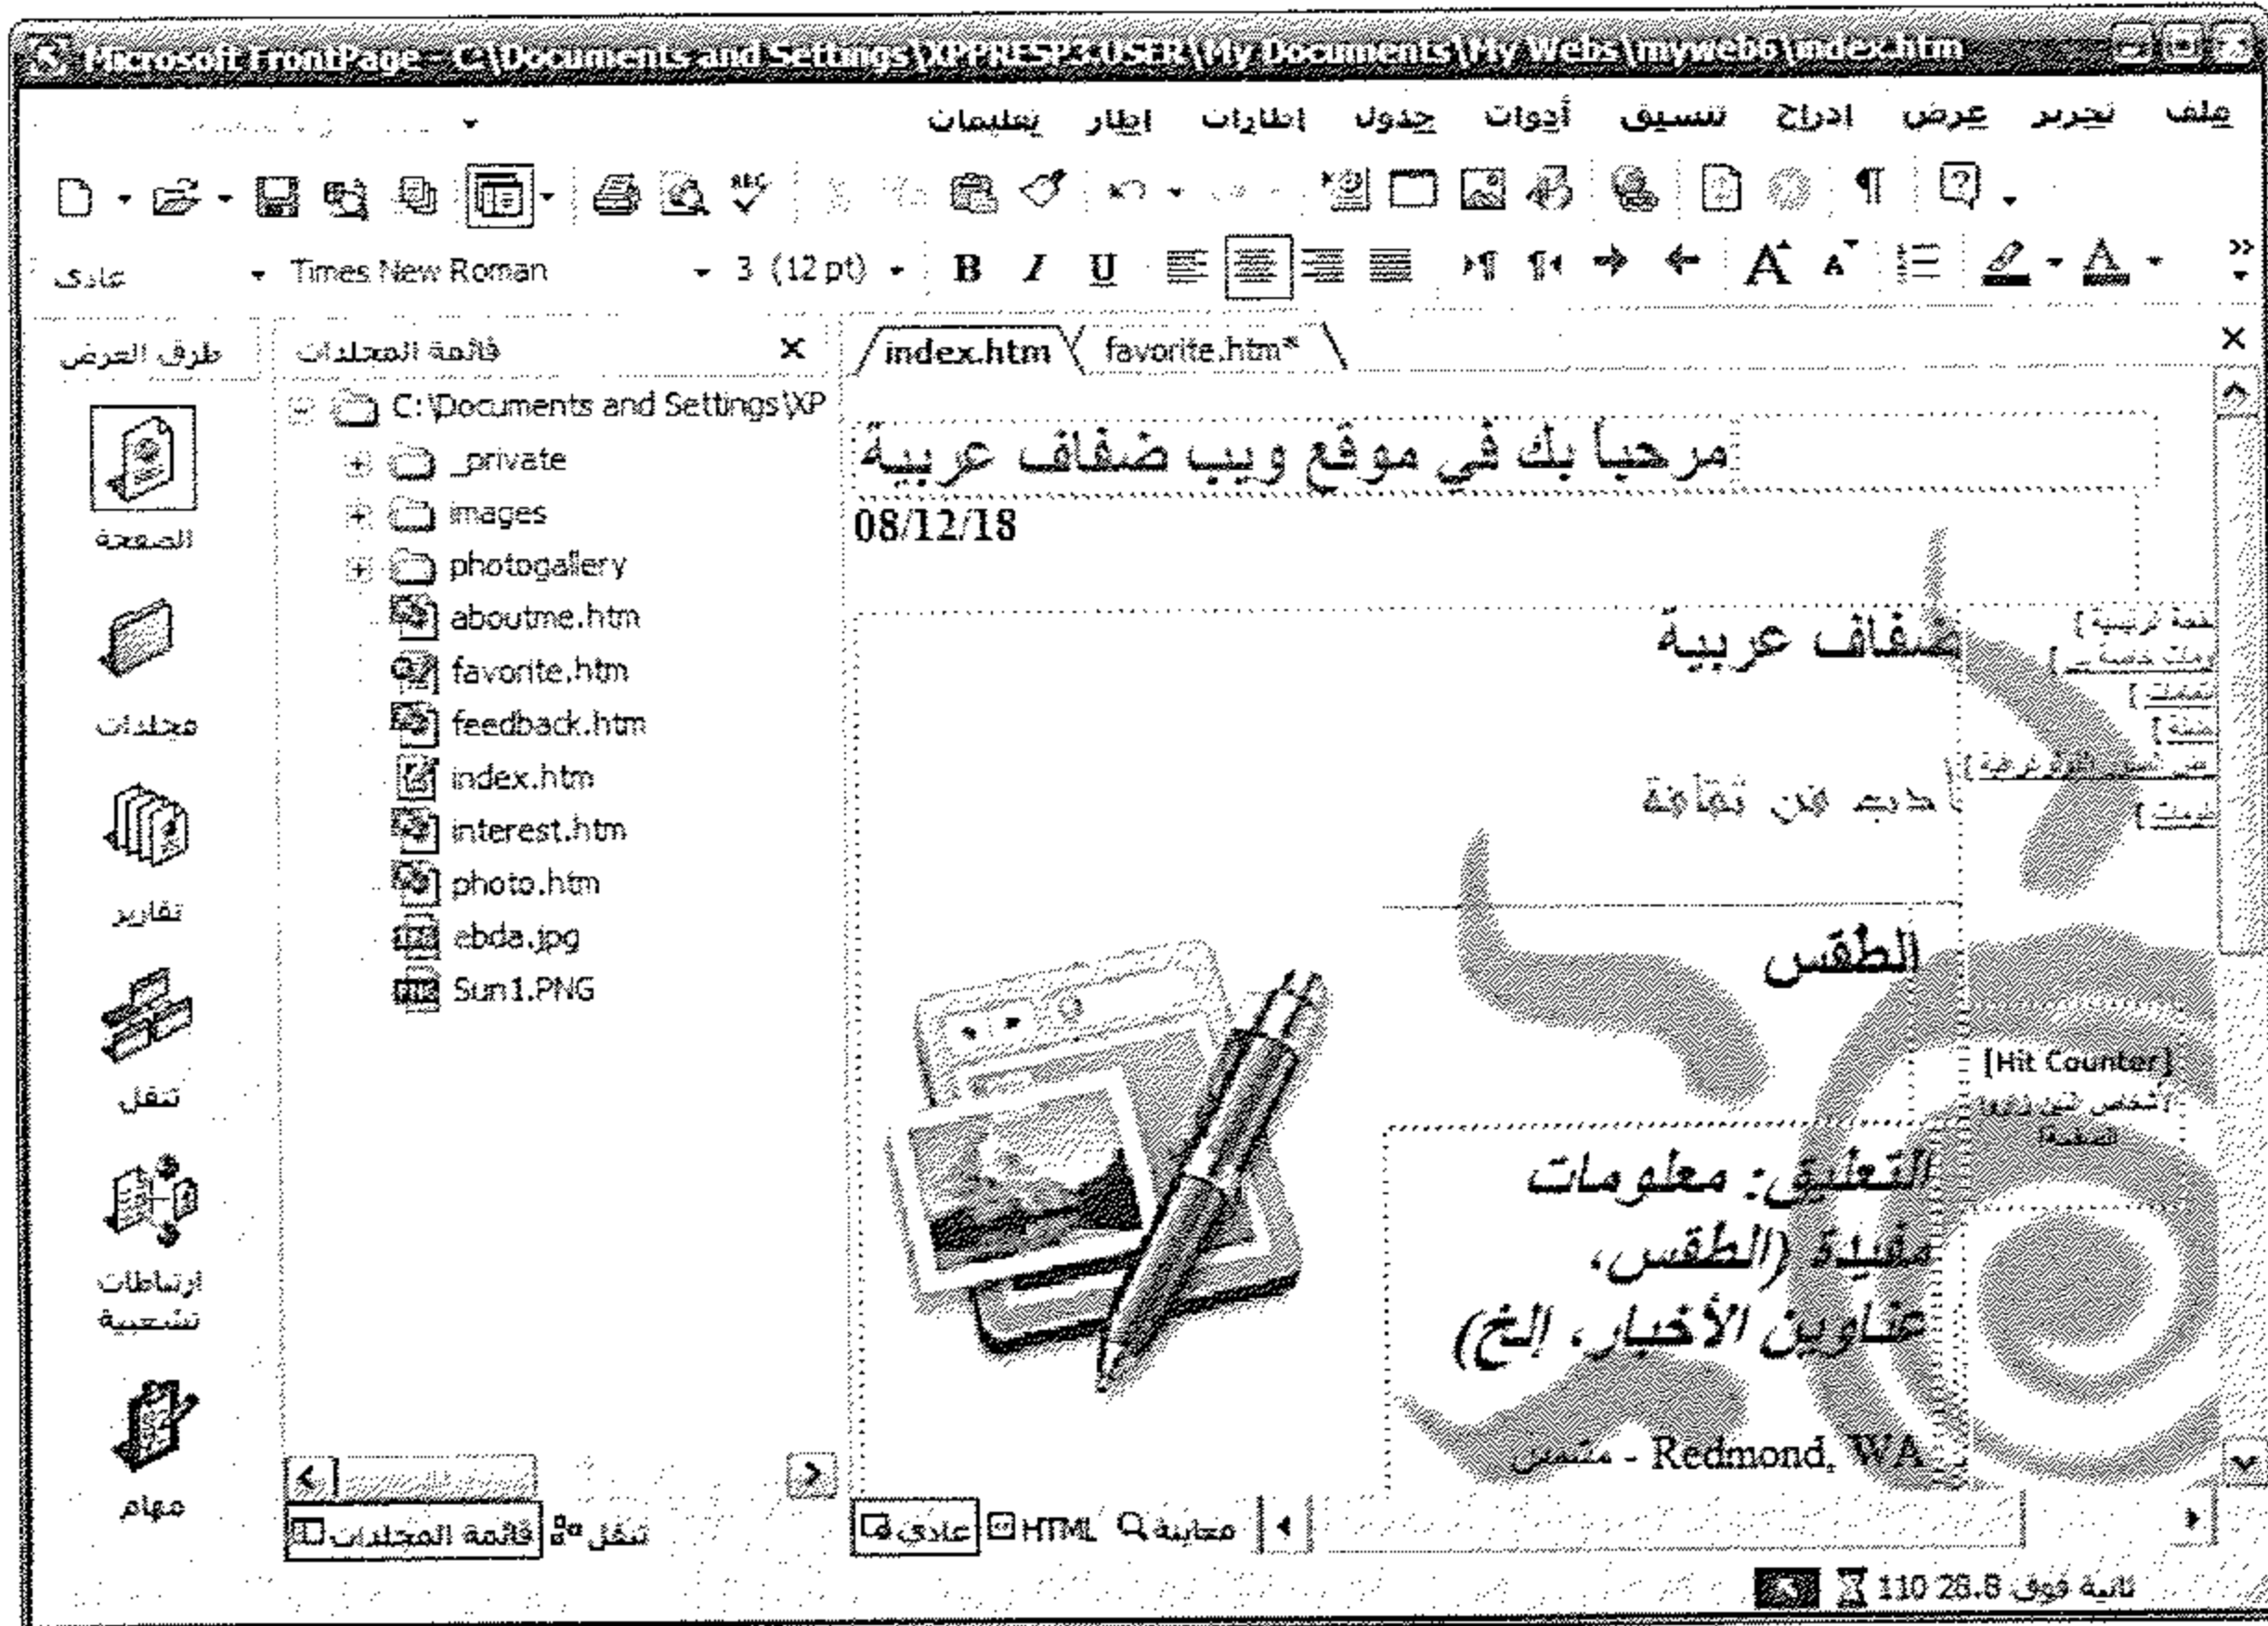 Microsoft FrontPage - C:\Documents and Settings\XPPRESP3.USER\My Documents\My Webs\myweb6\index.htm
ملف تحرير عرض إدراج تنسيق أدوات جدول إطارات إطار تعليمات
عادي Times New Roman 3 (12 pt) B I U
طرق العرض
الصفحة
مجلدات
تقارير
تنقل
ارتباطات
تشعبية
مهام
قائمة المجلدات
C:\Documents and Settings\XP
_private
images
photogallery
aboutme.htm
favorite.htm
feedback.htm
index.htm
interest.htm
photo.htm
ebda.jpg
Sun1.PNG
قائمة المجلدات تنقل
index.htm favorite.htm*
مرحبا بك في موقع ويب ضفاف عربية
08/12/18
ضفاف عربية
فن ثقافة
الطقس
[Hit Counter]
التعليق: معلومات
مفيدة (الطقس،
عناوين الأخبار، إلخ)
Redmond, WA -
عادي HTML معاينة
110 ثانية فوق 28.8